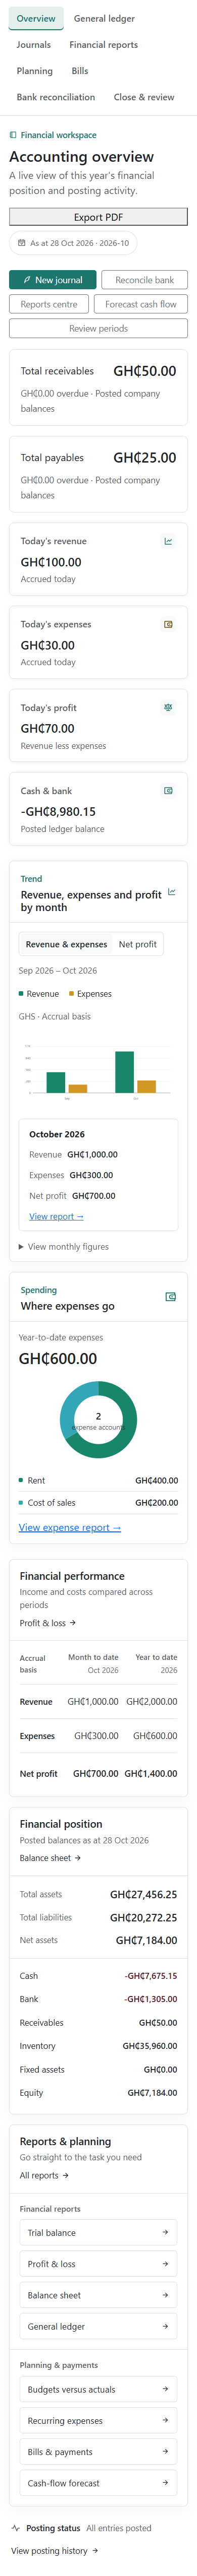 Overview
General ledger
Journals
Financial reports
Planning
Bills
Bank reconciliation
Close & review
Financial workspace
Accounting overview
A live view of this year's financial
position and posting activity.
Export PDF
As at 28 Oct 2026 · 2026-10
New journal
Reconcile bank
Reports centre
Forecast cash flow
Review periods
Total receivables
GH₵50.00
GH₵0.00 overdue · Posted company
balances
Total payables
GH₵25.00
GH₵0.00 overdue · Posted company
balances
Today's revenue
GH₵100.00
Accrued today
Today's expenses
GH₵30.00
Accrued today
Today's profit
GH₵70.00
Revenue less expenses
Cash & bank
-GH₵8,980.15
Posted ledger balance
Trend
Revenue, expenses and profit
by month
Revenue & expenses
Net profit
Sep 2026 – Oct 2026
Revenue
Expenses
GHS · Accrual basis
October 2026
Revenue GH₵1,000.00
Expenses GH₵300.00
Net profit GH₵700.00
View report →
View monthly figures
Spending
Where expenses go
Year-to-date expenses
GH₵600.00
2
expense accounts
Rent GH₵400.00
Cost of sales GH₵200.00
View expense report →
Financial performance
Income and costs compared across
periods
Profit & loss →
Accrual
basis
Month to date
Oct 2026
Year to date
2026
Revenue GH₵1,000.00 GH₵2,000.00
Expenses GH₵300.00 GH₵600.00
Net profit GH₵700.00 GH₵1,400.00
Financial position
Posted balances as at 28 Oct 2026
Balance sheet →
Total assets GH₵27,456.25
Total liabilities GH₵20,272.25
Net assets GH₵7,184.00
Cash -GH₵7,675.15
Bank -GH₵1,305.00
Receivables GH₵50.00
Inventory GH₵35,960.00
Fixed assets GH₵0.00
Equity GH₵7,184.00
Reports & planning
Go straight to the task you need
All reports →
Financial reports
Trial balance →
Profit & loss →
Balance sheet →
General ledger →
Planning & payments
Budgets versus actuals →
Recurring expenses →
Bills & payments →
Cash-flow forecast →
Posting status All entries posted
View posting history →